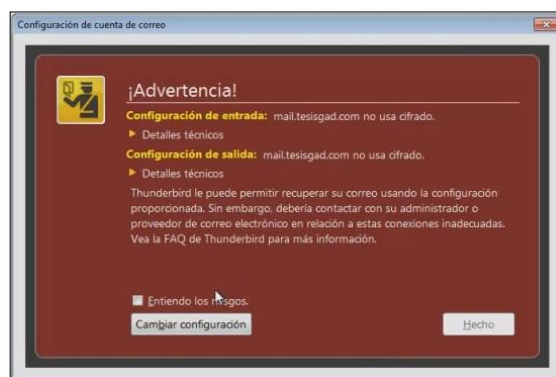 Configuración de cuenta de correo
¡Advertencia!
Configuración de entrada: mail.tesisgad.com no usa cifrado.
Detalles técnicos
Configuración de salida: mail.tesisgad.com no usa cifrado.
Detalles técnicos
Thunderbird le puede permitir recuperar su correo usando la configuración
proporcionada. Sin embargo, debería contactar con su administrador o
proveedor de correo electrónico en relación a estas conexiones inadecuadas.
Vea la FAQ de Thunderbird para más información.
Entiendo los riesgos.
Cambiar configuración
Hecho